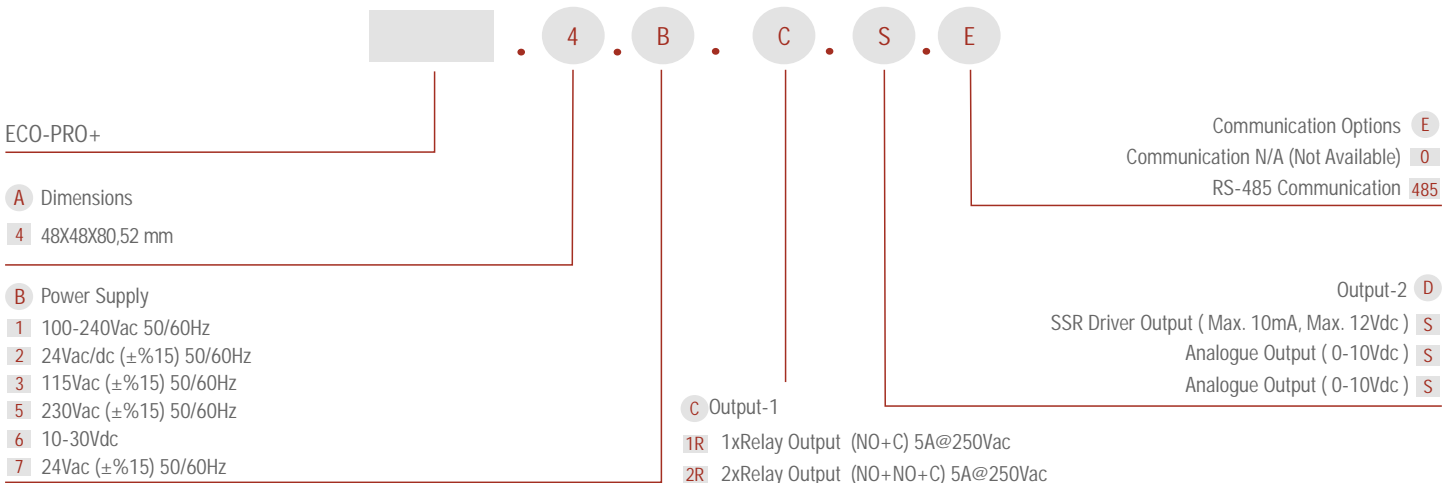 4 . B . C . S . E
ECO-PRO+
A Dimensions
4 48X48X80,52 mm
B Power Supply
1 100-240Vac 50/60Hz
2 24Vac/dc (±%15) 50/60Hz
3 115Vac (±%15) 50/60Hz
5 230Vac (±%15) 50/60Hz
6 10-30Vdc
7 24Vac (±%15) 50/60Hz
C Output-1
1R 1xRelay Output (NO+C) 5A@250Vac
2R 2xRelay Output (NO+NO+C) 5A@250Vac
Output-2 D
SSR Driver Output ( Max. 10mA, Max. 12Vdc ) S
Analogue Output ( 0-10Vdc ) S
Analogue Output ( 0-10Vdc ) S
Communication Options E
Communication N/A (Not Available) 0
RS-485 Communication 485